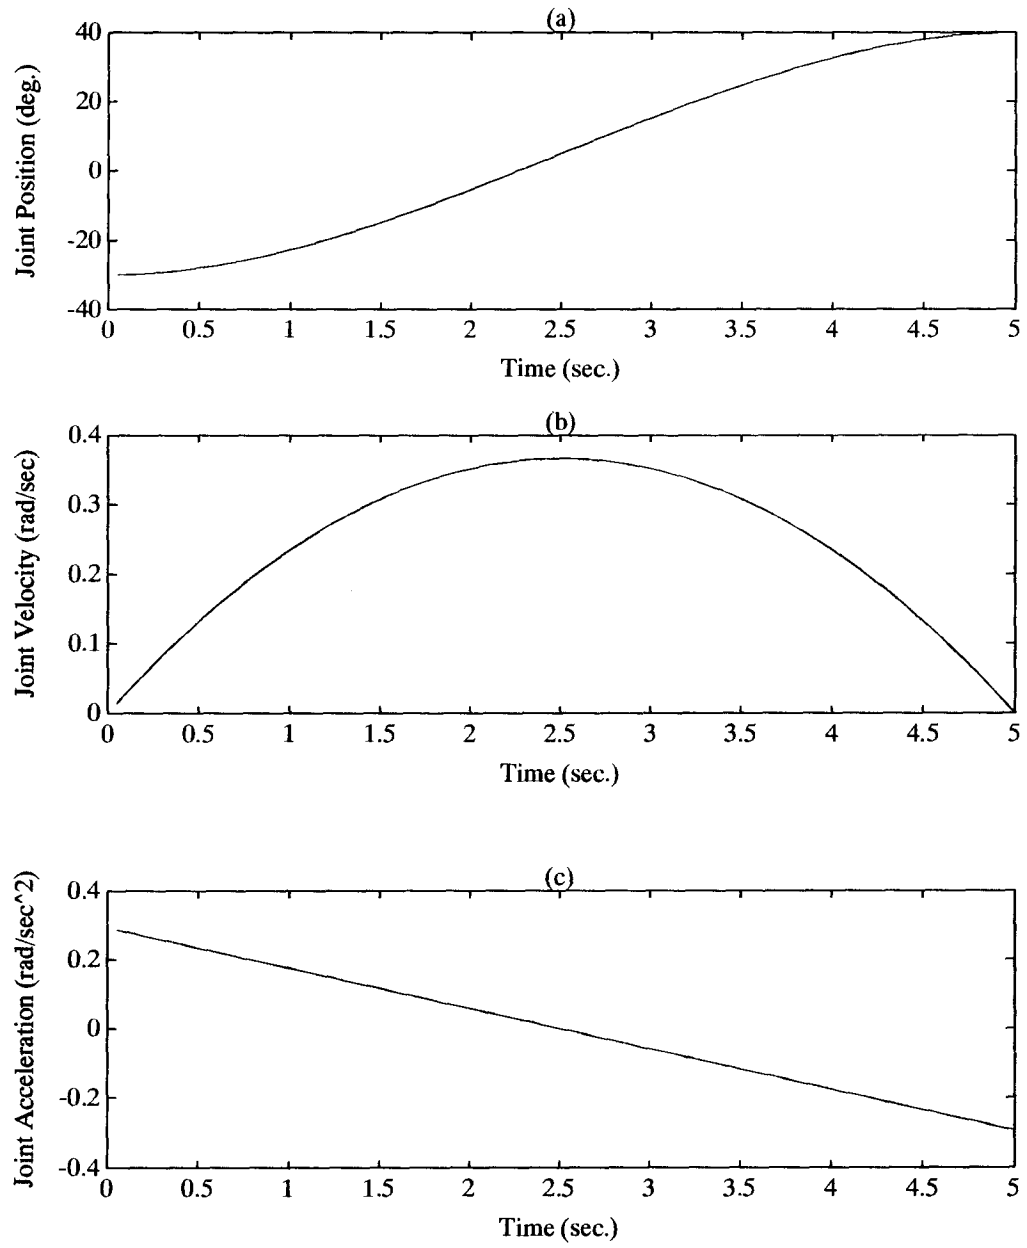 (a)
Joint Position (deg.)
40
20
0
-20
-40
0 0.5 1 1.5 2 2.5 3 3.5 4 4.5 5
Time (sec.)
(b)
Joint Velocity (rad/sec)
0.4
0.3
0.2
0.1
0
0 0.5 1 1.5 2 2.5 3 3.5 4 4.5 5
Time (sec.)
(c)
Joint Acceleration (rad/sec^2)
0.4
0.2
0
-0.2
-0.4
0 0.5 1 1.5 2 2.5 3 3.5 4 4.5 5
Time (sec.)